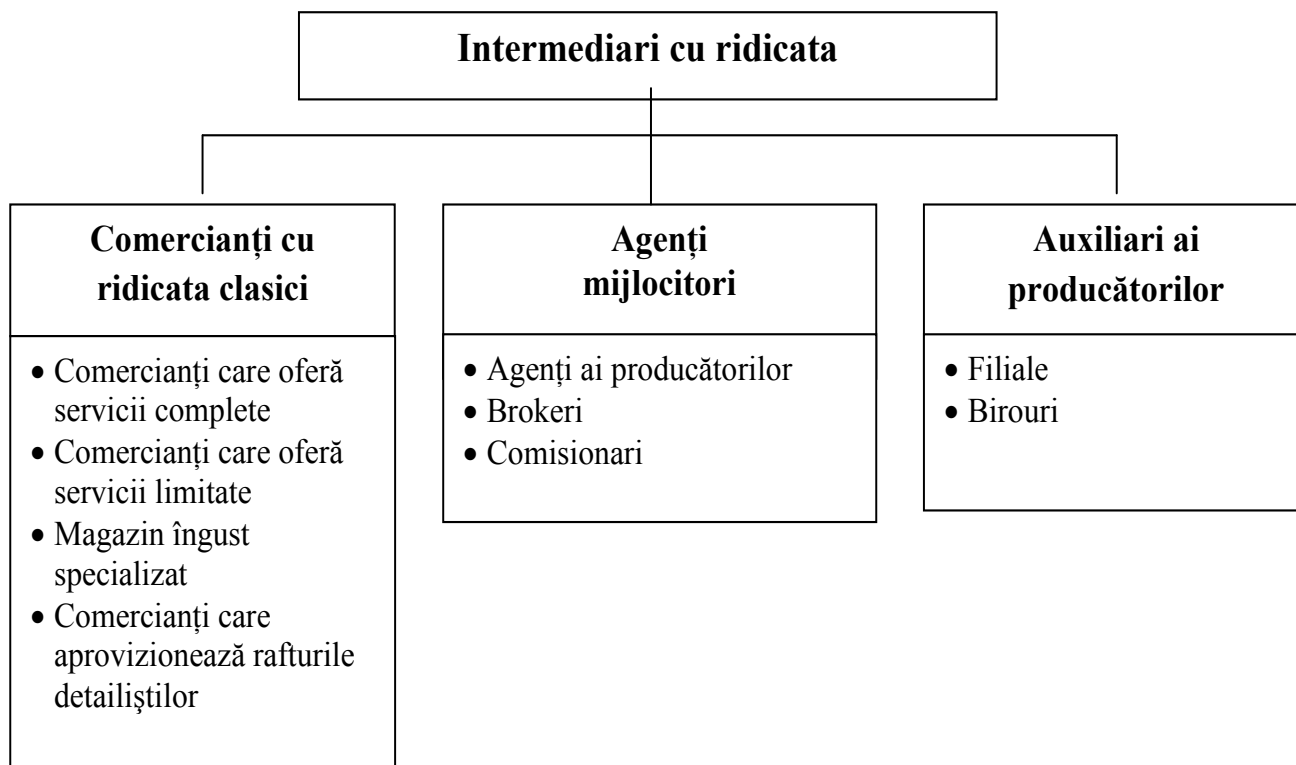 Intermediari cu ridicata
Comercianți cu
ridicata clasici
• Comercianți care oferă
servicii complete
• Comercianți care oferă
servicii limitate
• Magazin îngust
specializat
• Comercianți care
aprovizionează rafturile
detailiştilor
Agenți
mijlocitori
• Agenți ai producătorilor
• Brokeri
• Comisionari
Auxiliari ai
producătorilor
• Filiale
• Birouri